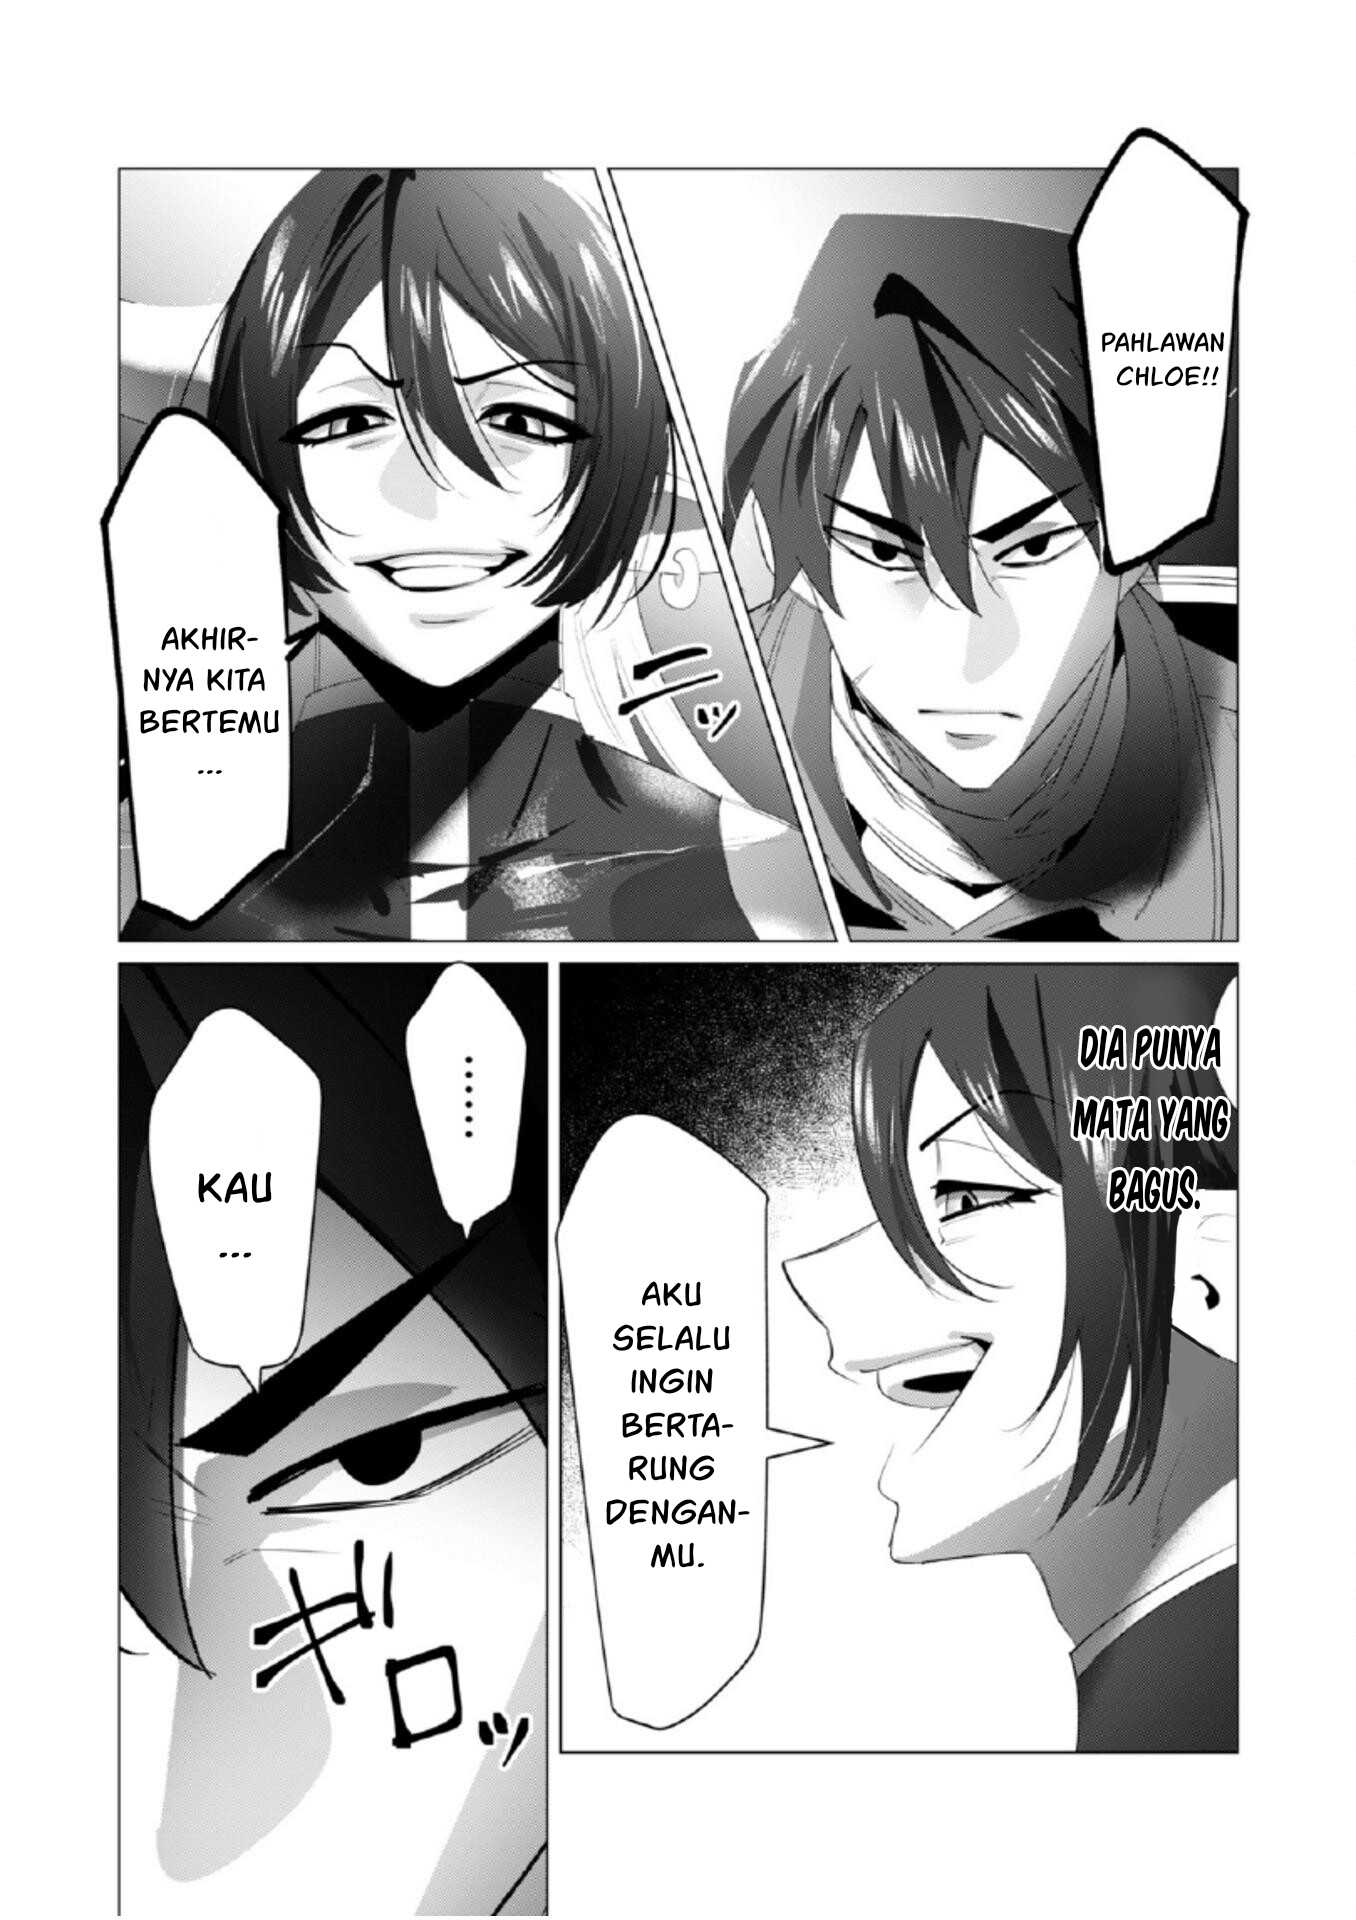 PAHLAWAN
CHLOE!!
AKHIR-
NYA KITA
BERTEMU
...
ニッ
DIA PUNYA
MATA YANG
BAGUS.
AKU
SELALU
INGIN
BERTA-
RUNG
DENGAN-
MU.
.......
KAU
...
ギロッ